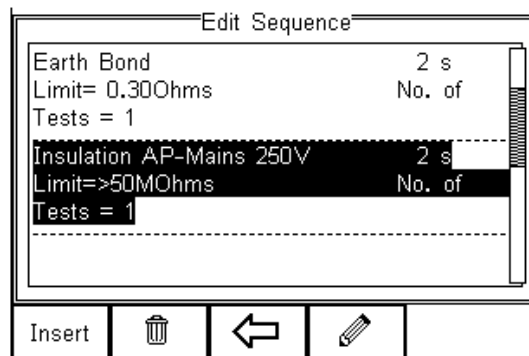 Edit Sequence
Earth Bond 2 s
Limit= 0.30Ohms No. of
Tests = 1
Insulation AP-Mains 250V 2 s
Limit=>50MOhms No. of
Tests = 1
Insert